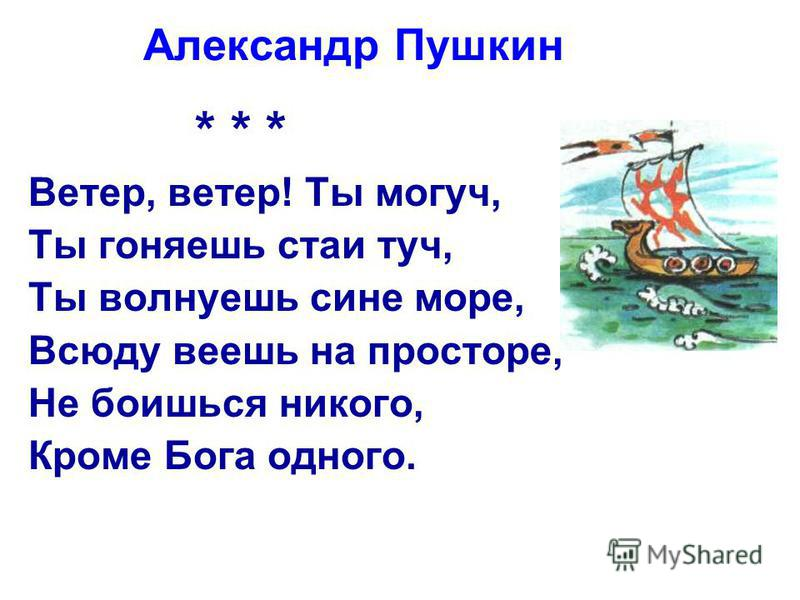 Александр Пушкин
* * *
Ветер, ветер! Ты могуч,
Ты гоняешь стаи туч,
Ты волнуешь сине море,
Всюду веешь на просторе,
Не боишься никого,
Кроме Бога одного.
MyShared